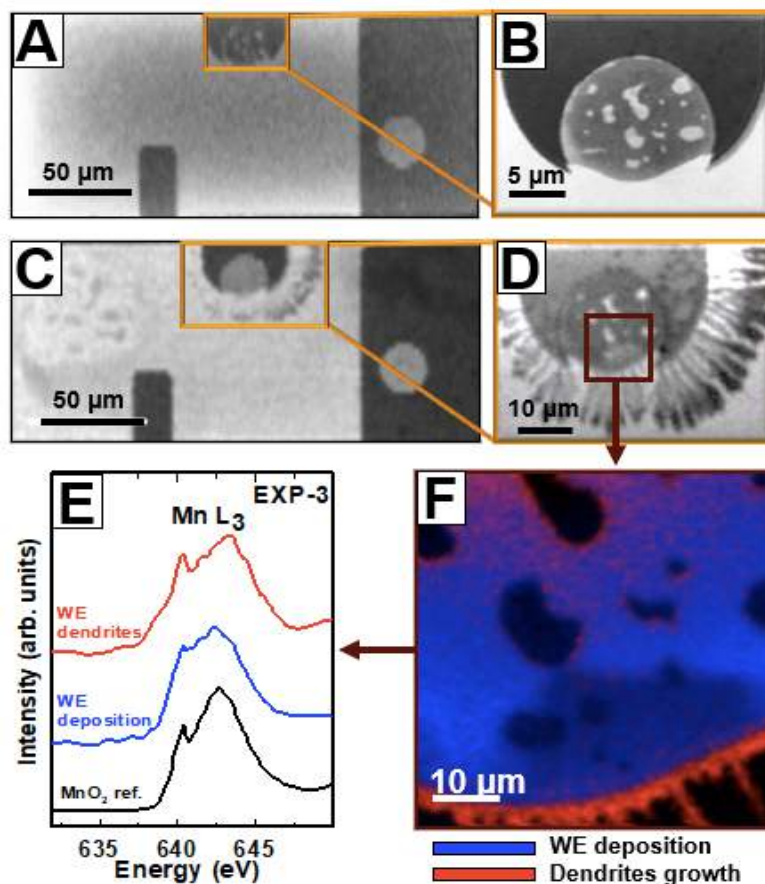 A
50 µm
B
5 µm
C
50 µm
D
10 µm
E
EXP-3
Mn L3
WE
dendrites
WE
deposition
MnO2 ref.
Intensity (arb. units)
635 640 645
Energy (eV)
F
10 µm
WE deposition
Dendrites growth